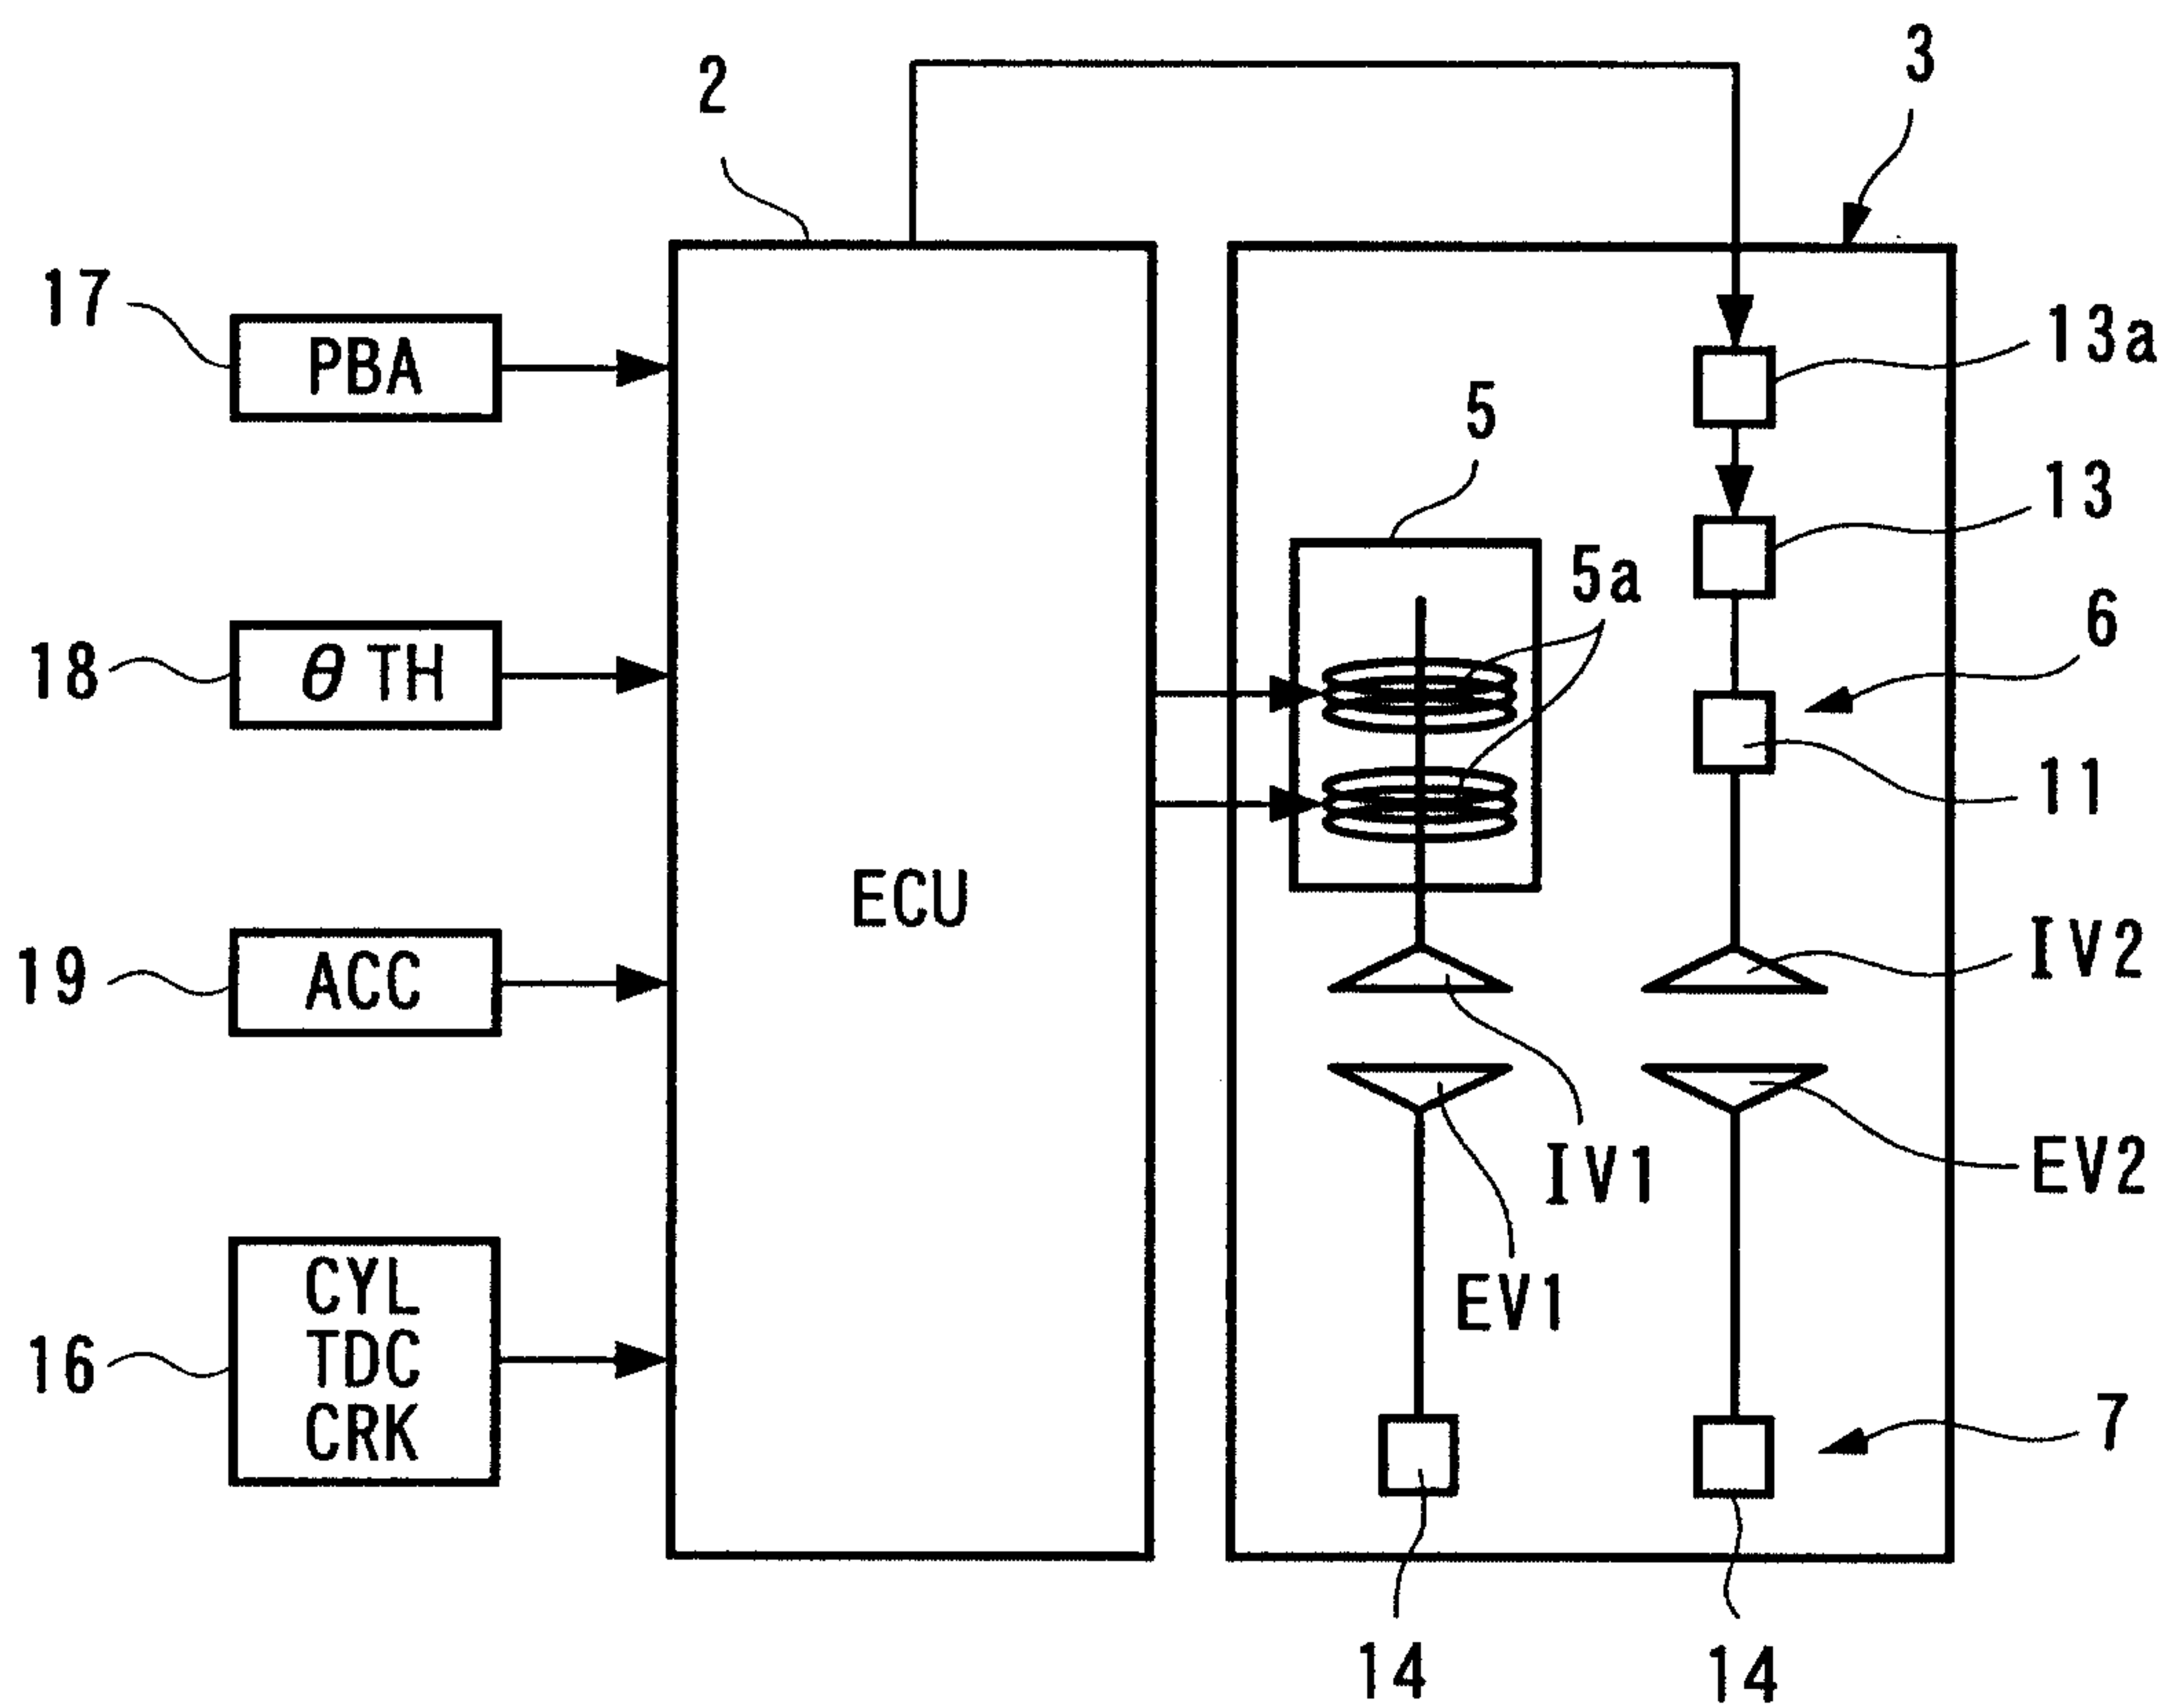 2
3
17
PBA
13a
5
13
5a
6
18
θ TH
11
ECU
19
ACC
IV2
IV1
EV2
16
CYL
TDC
CRK
EV1
7
14
14